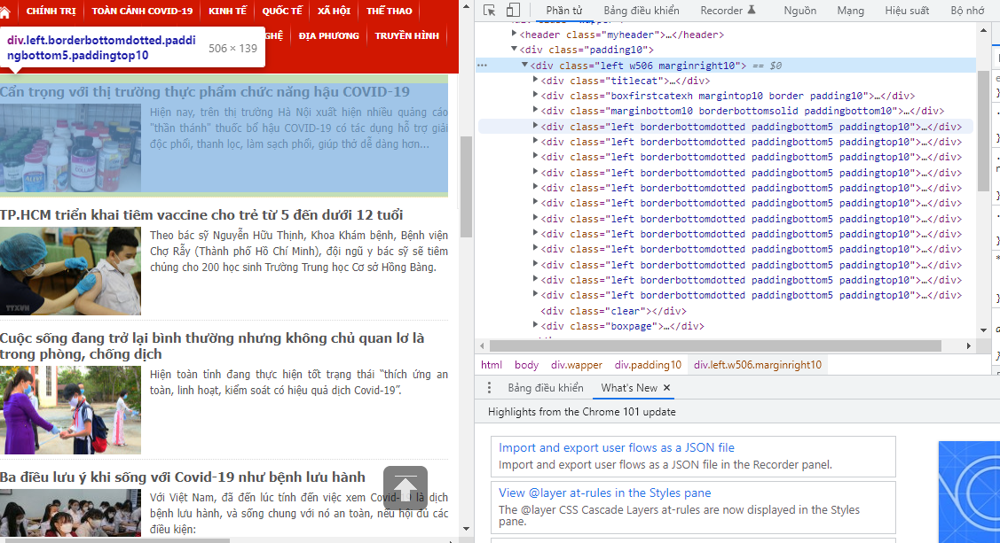 CHÍNH TRỊ TOÀN CẢNH COVID-19 KINH TẾ QUỐC TẾ XÃ HỘI THỂ THAO
GHỆ ĐỊA PHƯƠNG TRUYỀN HÌNH
div.left.borderbottomdotted.paddi
ngbottom5.paddingtop10
506 × 139
Cẩn trọng với thị trường thực phẩm chức năng hậu COVID-19
Hiện nay, trên thị trường Hà Nội xuất hiện nhiều quảng cáo
"thần thánh" thuốc bổ hậu COVID-19 có tác dụng hỗ trợ giải
độc phổi, thanh lọc, làm sạch phổi, giúp thở dễ dàng hơn...
TP.HCM triển khai tiêm vaccine cho trẻ từ 5 đến dưới 12 tuổi
Theo bác sỹ Nguyễn Hữu Thịnh, Khoa Khám bệnh, Bệnh viện
Chợ Rẫy (Thành phố Hồ Chí Minh), đội ngũ y bác sỹ sẽ tiêm
chủng cho 200 học sinh Trường Trung học Cơ sở Hồng Bàng.
TTXVN
Cuộc sống đang trở lại bình thường nhưng không chủ quan lơ là
trong phòng, chống dịch
Hiện toàn tỉnh đang thực hiện tốt trạng thái “thích ứng an
toàn, linh hoạt, kiểm soát có hiệu quả dịch Covid-19”.
Ba điều lưu ý khi sống với Covid-19 như bệnh lưu hành
Với Việt Nam, đã đến lúc tính đến việc xem Covid-19 là dịch
bệnh lưu hành, và sống chung với nó an toàn, nếu hội đủ các
điều kiện:
Phần tử Bảng điều khiển Recorder Nguồn Mạng Hiệu suất Bộ nhớ
<header class="myheader">…</header>
<div class="padding10">
<div class="left w506 marginright10"> == $0
<div class="titlecat">…</div>
<div class="boxfirstcatexh margintop10 border padding10">…</div>
<div class="marginbottom10 borderbottomsolid paddingbottom10">…</div>
<div class="left borderbottomdotted paddingbottom5 paddingtop10">…</div>
<div class="left borderbottomdotted paddingbottom5 paddingtop10">…</div>
<div class="left borderbottomdotted paddingbottom5 paddingtop10">…</div>
<div class="left borderbottomdotted paddingbottom5 paddingtop10">…</div>
<div class="left borderbottomdotted paddingbottom5 paddingtop10">…</div>
<div class="left borderbottomdotted paddingbottom5 paddingtop10">…</div>
<div class="left borderbottomdotted paddingbottom5 paddingtop10">…</div>
<div class="left borderbottomdotted paddingbottom5 paddingtop10">…</div>
<div class="left borderbottomdotted paddingbottom5 paddingtop10">…</div>
<div class="left borderbottomdotted paddingbottom5 paddingtop10">…</div>
<div class="left borderbottomdotted paddingbottom5 paddingtop10">…</div>
<div class="left borderbottomdotted paddingbottom5 paddingtop10">…</div>
<div class="clear"></div>
<div class="boxpage">…</div>
html body div.wapper div.padding10 div.left.w506.marginright10
Bảng điều khiển What's New ×
Highlights from the Chrome 101 update
Import and export user flows as a JSON file
Import and export user flows as a JSON file in the Recorder panel.
View @layer at-rules in the Styles pane
The @layer CSS Cascade Layers at-rules are now displayed in the Styles
pane.